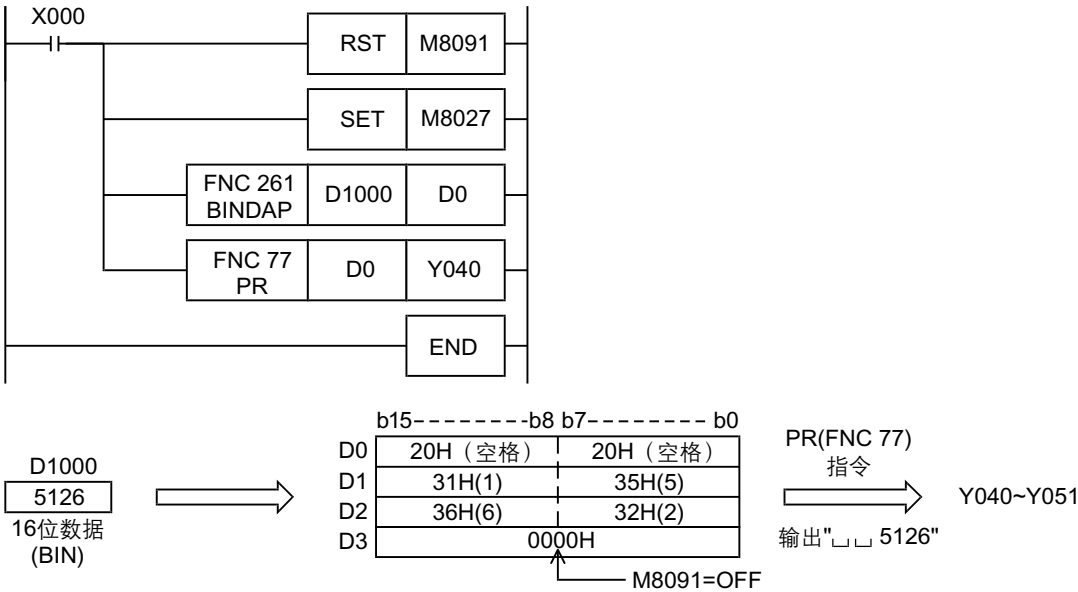 X000
RST M8091
SET M8027
FNC 261
BINDAP D1000 D0
FNC 77
PR D0 Y040
END
b15--------b8 b7-------- b0
D0 20H（空格） 20H（空格）
D1 31H(1) 35H(5)
D2 36H(6) 32H(2)
D3 0000H
M8091=OFF
D1000
5126
16位数据
(BIN)
PR(FNC 77)
指令
输出"␣ ␣ 5126"
Y040~Y051